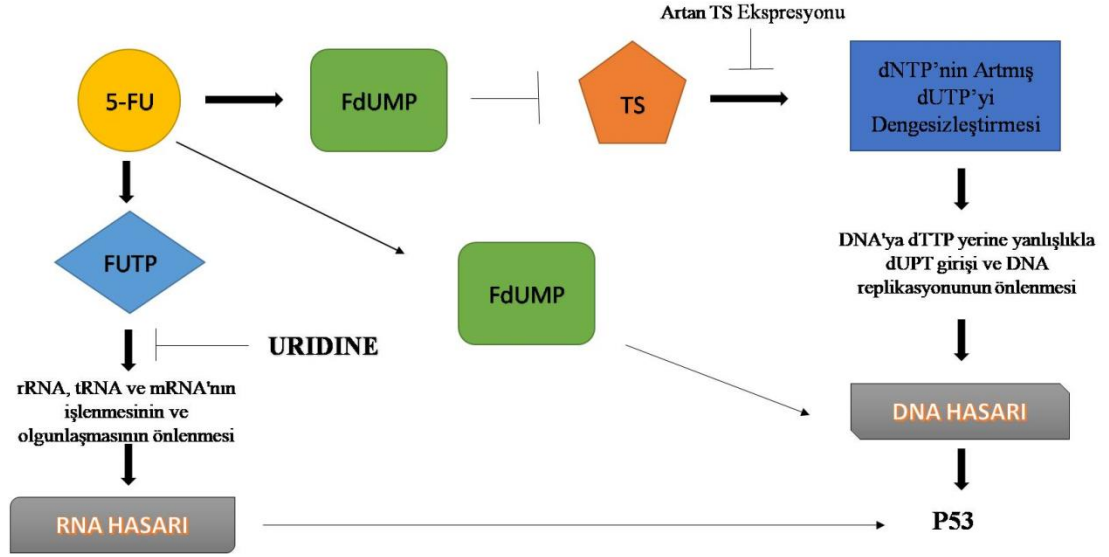 Artan TS Ekspresyonu
5-FU
FdUMP
TS
dNTP’nin Artmış
dUTP’yi
Dengesizleştirmesi
FUTP
FdUMP
DNA'ya dTTP yerine yanlışlıkla
dUPT girişi ve DNA
replikasyonunun önlenmesi
URIDINE
rRNA, tRNA ve mRNA'nın
işlenmesinin ve
olgunlaşmasının önlenmesi
DNA HASARI
RNA HASARI
P53